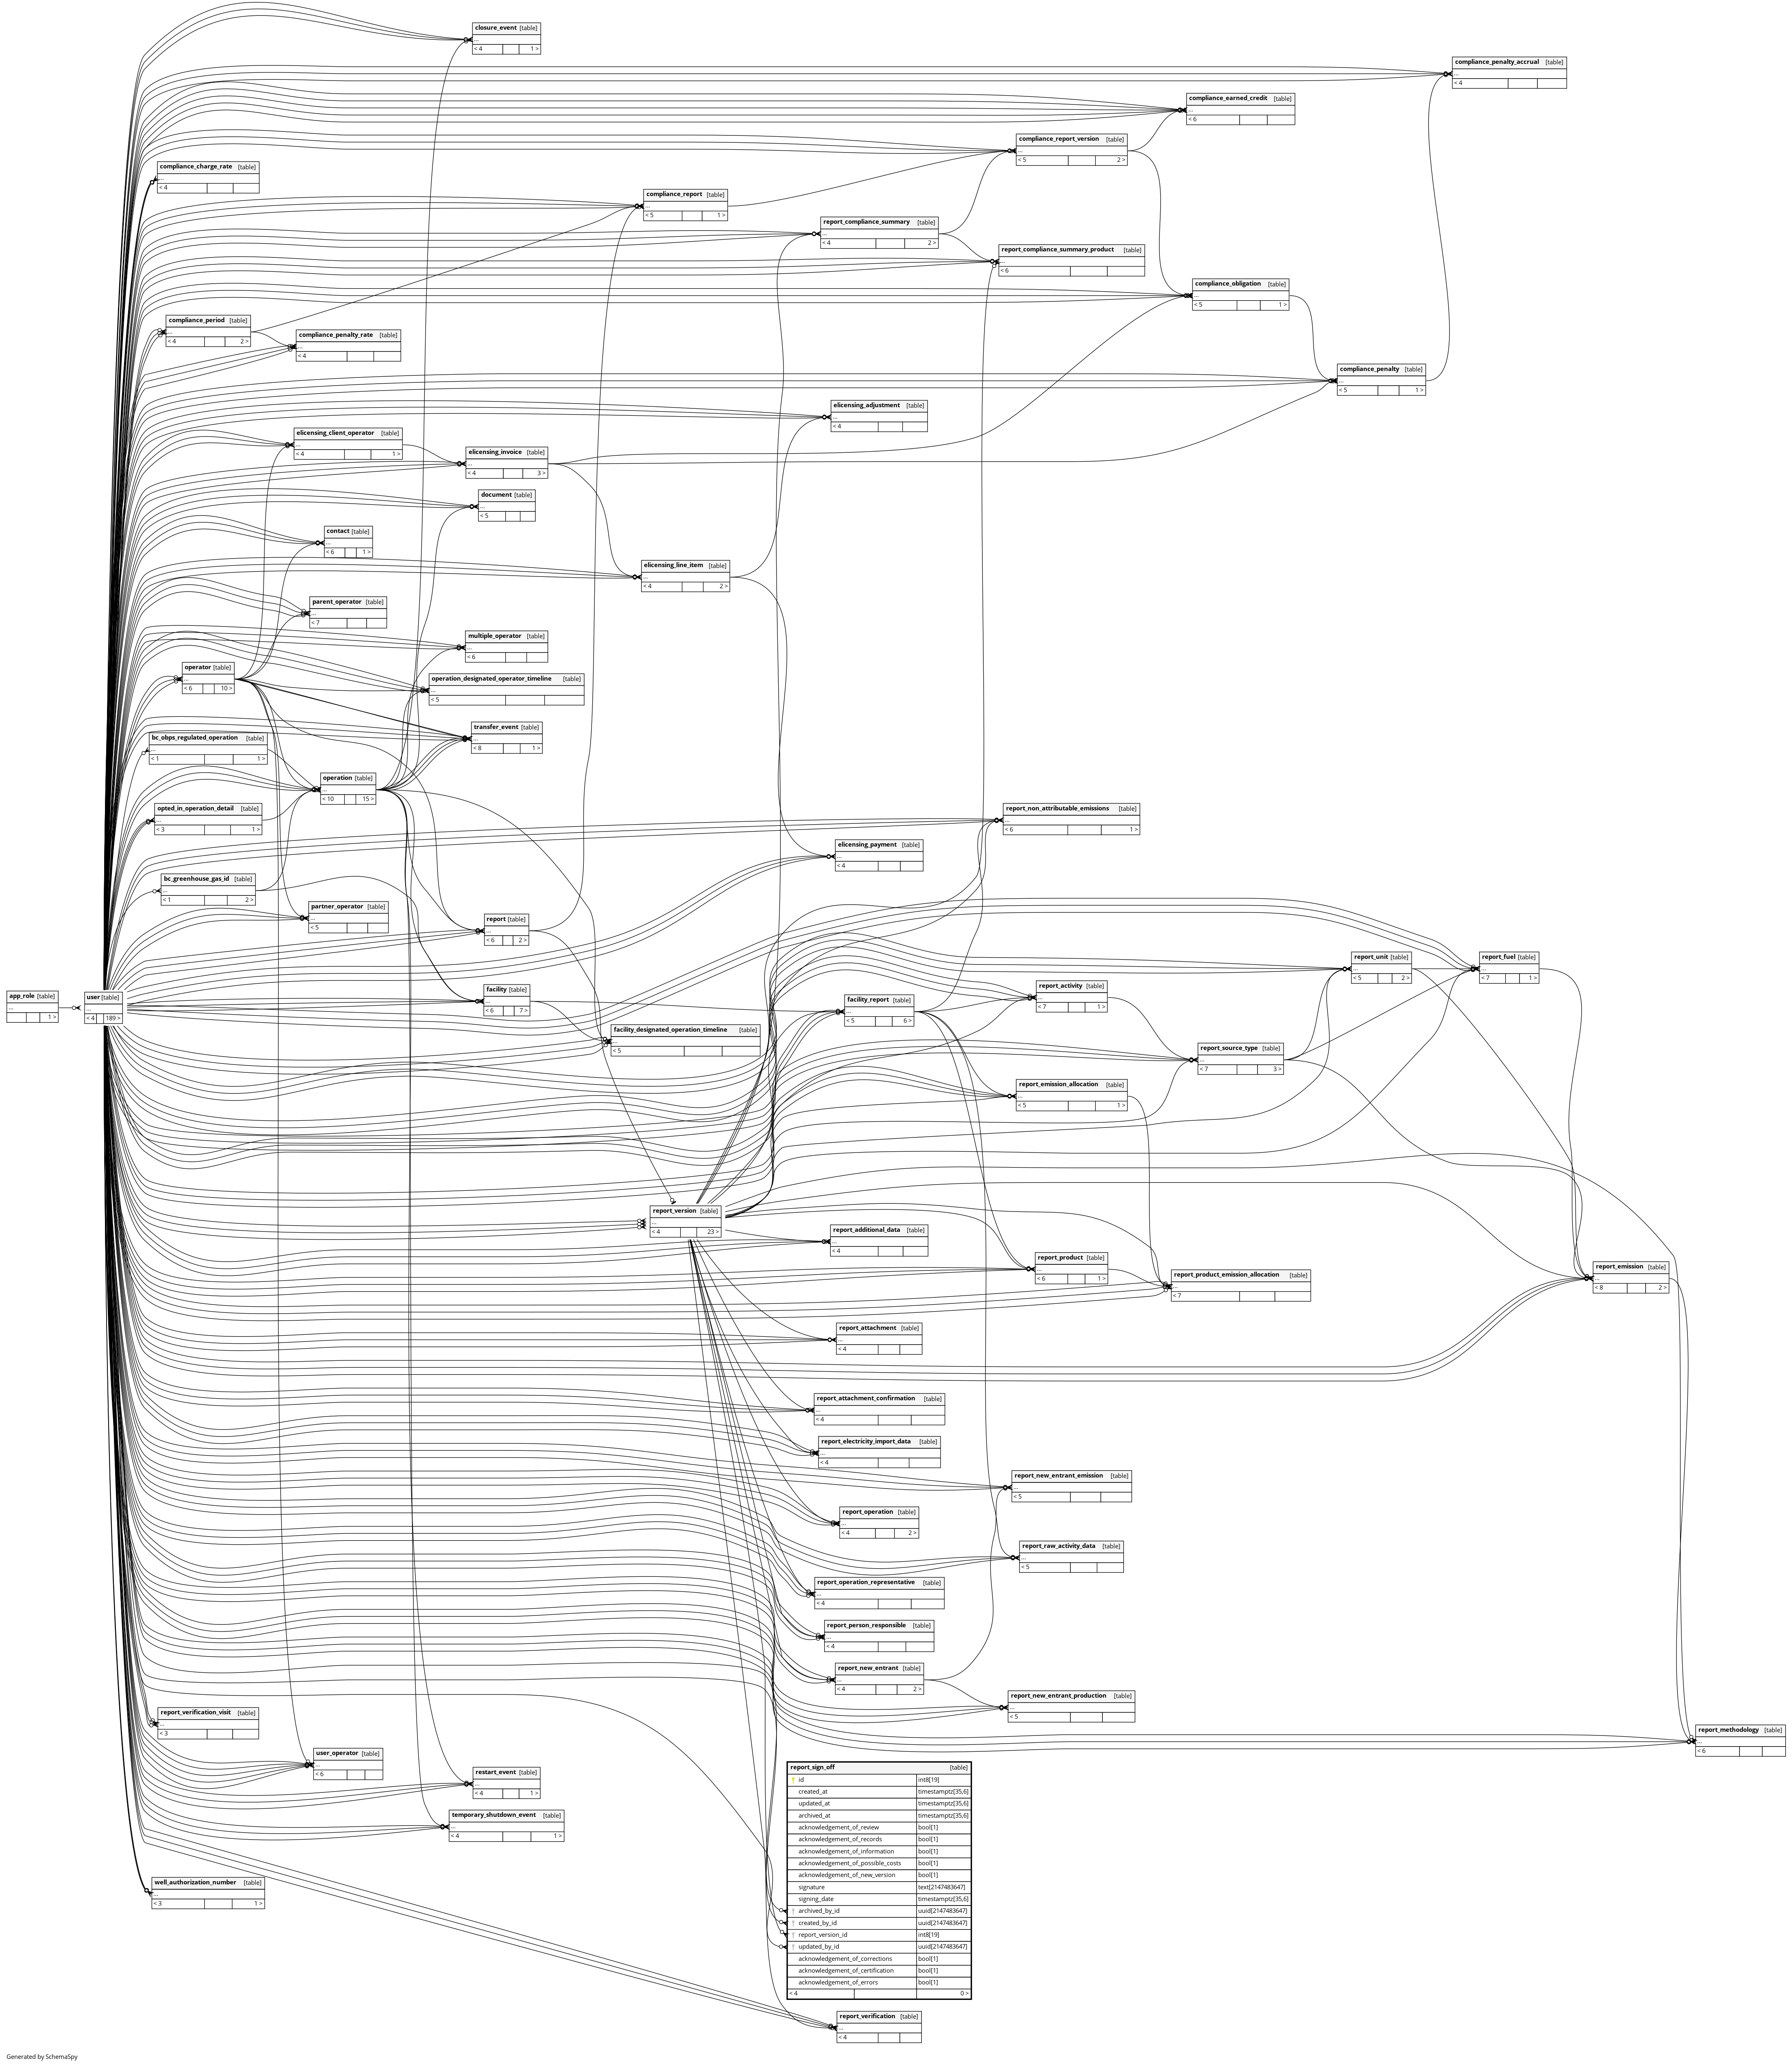 closure_event [table]
...
< 4 1 >
compliance_penalty_accrual [table]
...
< 4
compliance_earned_credit [table]
...
< 6
compliance_report_version [table]
...
< 5 2 >
compliance_charge_rate [table]
...
< 4
compliance_report [table]
...
< 5 1 >
report_compliance_summary [table]
...
< 4 2 >
report_compliance_summary_product [table]
...
< 6
compliance_obligation [table]
...
< 5 1 >
compliance_period [table]
...
< 4 2 >
compliance_penalty_rate [table]
...
< 4
compliance_penalty [table]
...
< 5 1 >
elicensing_adjustment [table]
...
< 4
elicensing_client_operator [table]
...
< 4 1 >
elicensing_invoice [table]
...
< 4 3 >
document [table]
...
< 5
contact [table]
...
< 6 1 >
elicensing_line_item [table]
...
< 4 2 >
parent_operator [table]
...
< 7
multiple_operator [table]
...
< 6
operator [table]
...
< 6 10 >
operation_designated_operator_timeline [table]
...
< 5
transfer_event [table]
...
< 8 1 >
bc_obps_regulated_operation [table]
...
< 1 1 >
operation [table]
...
< 10 15 >
opted_in_operation_detail [table]
...
< 3 1 >
report_non_attributable_emissions [table]
...
< 6 1 >
elicensing_payment [table]
...
< 4
bc_greenhouse_gas_id [table]
...
< 1 2 >
partner_operator [table]
...
< 5
report [table]
...
< 6 2 >
report_unit [table]
...
< 5 2 >
report_fuel [table]
...
< 7 1 >
app_role [table]
...
1 >
user [table]
...
< 4 189 >
facility [table]
...
< 6 7 >
facility_report [table]
...
< 5 6 >
report_activity [table]
...
< 7 1 >
facility_designated_operation_timeline [table]
...
< 5
report_source_type [table]
...
< 7 3 >
report_emission_allocation [table]
...
< 5 1 >
report_version [table]
...
< 4 23 >
report_additional_data [table]
...
< 4
report_product [table]
...
< 6 1 >
report_product_emission_allocation [table]
...
< 7
report_emission [table]
...
< 8 2 >
report_attachment [table]
...
< 4
report_attachment_confirmation [table]
...
< 4
report_electricity_import_data [table]
...
< 4
report_new_entrant_emission [table]
...
< 5
report_operation [table]
...
< 4 2 >
report_raw_activity_data [table]
...
< 5
report_operation_representative [table]
...
< 4
report_person_responsible [table]
...
< 4
report_new_entrant [table]
...
< 4 2 >
report_new_entrant_production [table]
...
< 5
report_verification_visit [table]
...
< 3
report_methodology [table]
...
< 6
user_operator [table]
...
< 6
restart_event [table]
...
< 4 1 >
temporary_shutdown_event [table]
...
< 4 1 >
well_authorization_number [table]
...
< 3 1 >
report_sign_off [table]
id int8[19]
created_at timestamptz[35,6]
updated_at timestamptz[35,6]
archived_at timestamptz[35,6]
acknowledgement_of_review bool[1]
acknowledgement_of_records bool[1]
acknowledgement_of_information bool[1]
acknowledgement_of_possible_costs bool[1]
acknowledgement_of_new_version bool[1]
signature text[2147483647]
signing_date timestamptz[35,6]
archived_by_id uuid[2147483647]
created_by_id uuid[2147483647]
report_version_id int8[19]
updated_by_id uuid[2147483647]
acknowledgement_of_corrections bool[1]
acknowledgement_of_certification bool[1]
acknowledgement_of_errors bool[1]
< 4 0 >
report_verification [table]
...
< 4
Generated by SchemaSpy